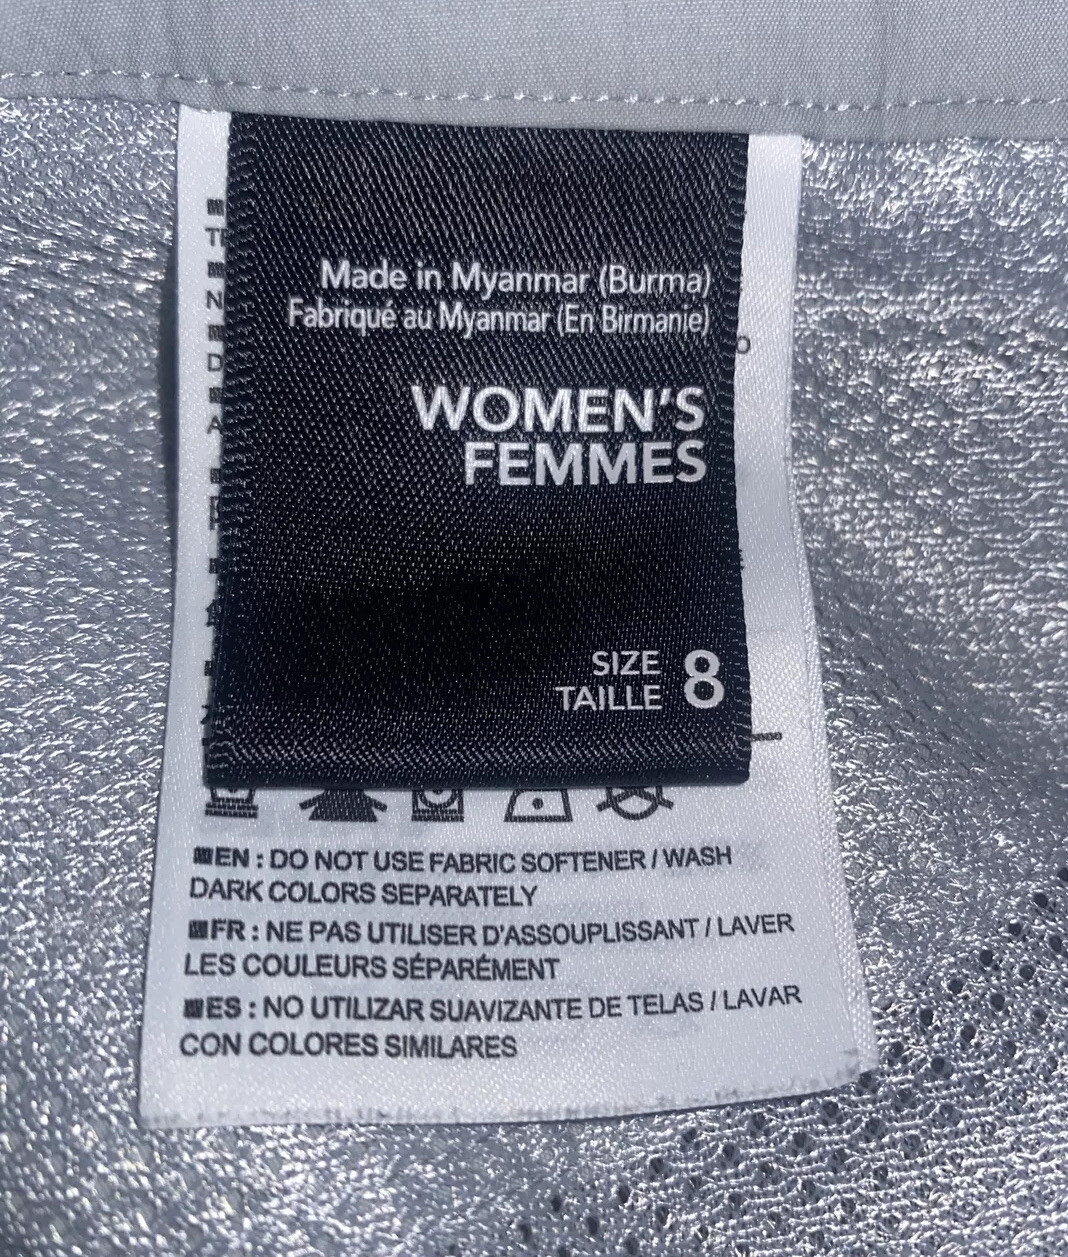 Made in Myanmar (Burma)
Fabriqué au Myanmar (En Birmanie)
WOMEN'S
FEMMES
SIZE
TAILLE 8
EN : DO NOT USE FABRIC SOFTENER / WASH
DARK COLORS SEPARATELY
FR : NE PAS UTILISER D'ASSOUPLISSANT / LAVER
LES COULEURS SÉPARÉMENT
ES : NO UTILIZAR SUAVIZANTE DE TELAS / LAVAR
CON COLORES SIMILARES